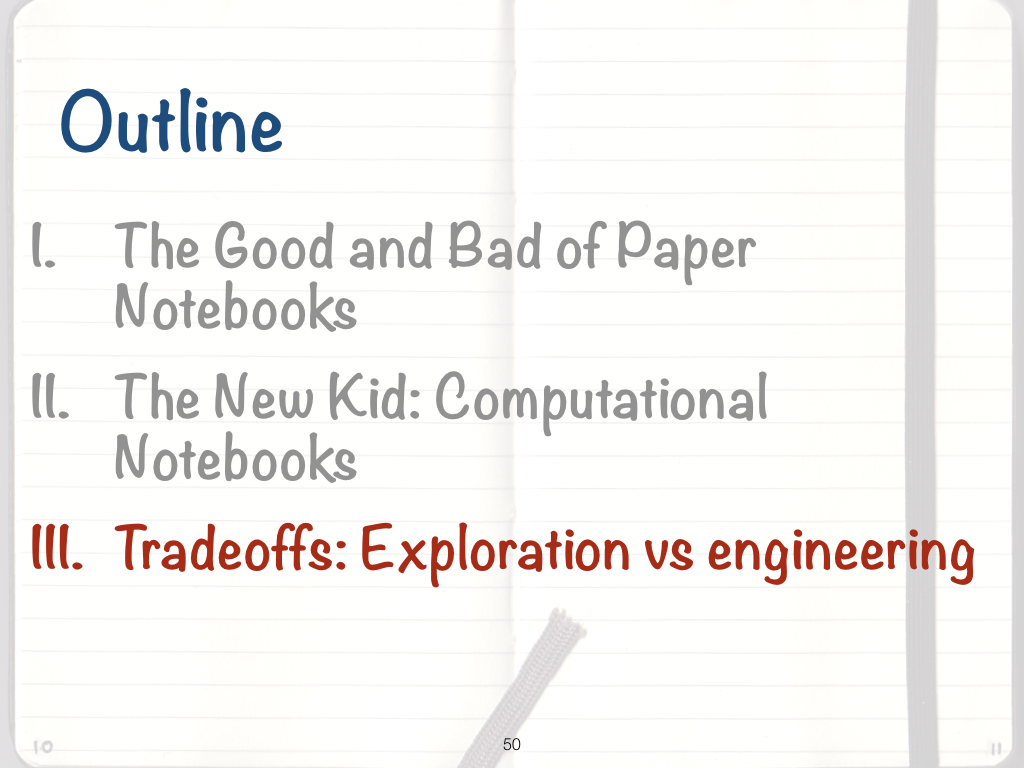 Outline
I. The Good and Bad of Paper
Notebooks
II. The New Kid: Computational
Notebooks
III. Tradeoffs: Exploration vs engineering
10 50 11